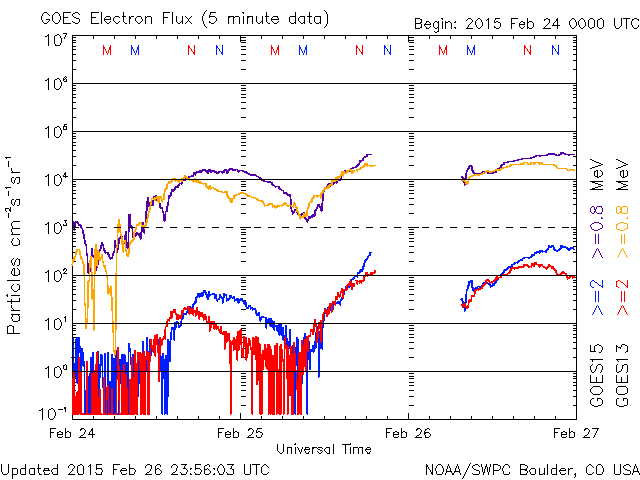 GOES Electron Flux (5 minute data)
Begin: 2015 Feb 24 0000 UTC
Particles cm⁻²s⁻¹sr⁻¹
10⁷
10⁶
10⁵
10⁴
10³
10²
10¹
10⁰
10⁻¹
M M N N M M N N M M N N
Feb 24 Feb 25 Feb 26 Feb 27
Universal Time
GOES15 >=2 >=0.8 MeV
GOES13 >=2 >=0.8 MeV
Updated 2015 Feb 26 23:56:03 UTC
NOAA/SWPC Boulder, CO USA